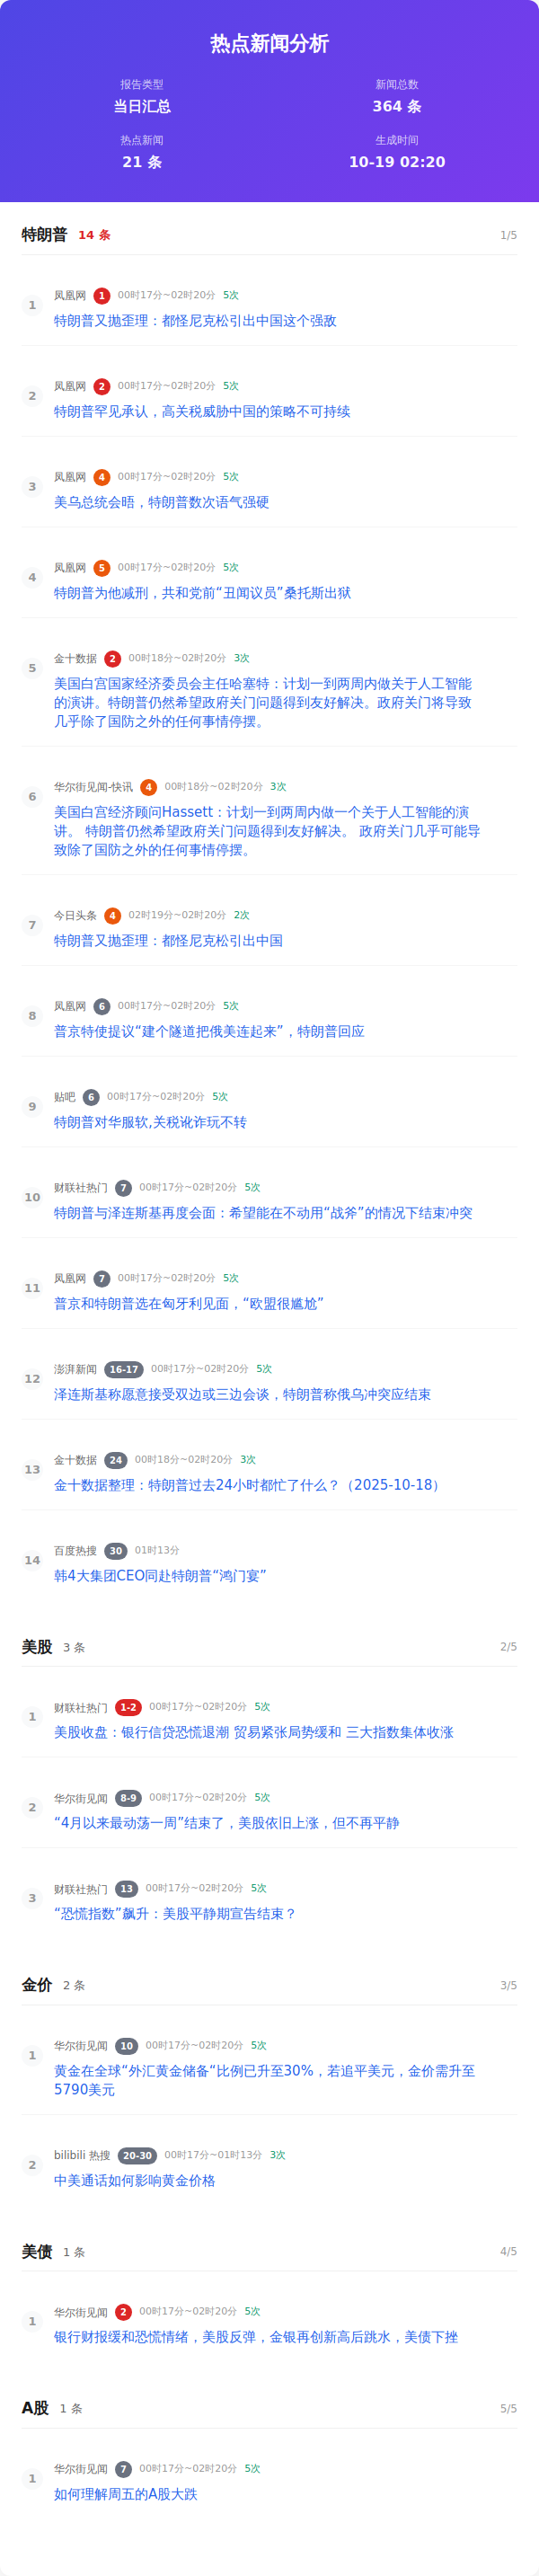 热点新闻分析
报告类型
当日汇总
新闻总数
364 条
热点新闻
21 条
生成时间
10-19 02:20
特朗普 14 条 1/5
1
凤凰网 1 00时17分~02时20分 5次
特朗普又抛歪理：都怪尼克松引出中国这个强敌
2
凤凰网 2 00时17分~02时20分 5次
特朗普罕见承认，高关税威胁中国的策略不可持续
3
凤凰网 4 00时17分~02时20分 5次
美乌总统会晤，特朗普数次语气强硬
4
凤凰网 5 00时17分~02时20分 5次
特朗普为他减刑，共和党前“丑闻议员”桑托斯出狱
5
金十数据 2 00时18分~02时20分 3次
美国白宫国家经济委员会主任哈塞特：计划一到两周内做关于人工智能
的演讲。特朗普仍然希望政府关门问题得到友好解决。政府关门将导致
几乎除了国防之外的任何事情停摆。
6
华尔街见闻-快讯 4 00时18分~02时20分 3次
美国白宫经济顾问Hassett：计划一到两周内做一个关于人工智能的演
讲。 特朗普仍然希望政府关门问题得到友好解决。 政府关门几乎可能导
致除了国防之外的任何事情停摆。
7
今日头条 4 02时19分~02时20分 2次
特朗普又抛歪理：都怪尼克松引出中国
8
凤凰网 6 00时17分~02时20分 5次
普京特使提议“建个隧道把俄美连起来”，特朗普回应
9
贴吧 6 00时17分~02时20分 5次
特朗普对华服软,关税讹诈玩不转
10
财联社热门 7 00时17分~02时20分 5次
特朗普与泽连斯基再度会面：希望能在不动用“战斧”的情况下结束冲突
11
凤凰网 7 00时17分~02时20分 5次
普京和特朗普选在匈牙利见面，“欧盟很尴尬”
12
澎湃新闻 16-17 00时17分~02时20分 5次
泽连斯基称愿意接受双边或三边会谈，特朗普称俄乌冲突应结束
13
金十数据 24 00时18分~02时20分 3次
金十数据整理：特朗普过去24小时都忙了什么？（2025-10-18）
14
百度热搜 30 01时13分
韩4大集团CEO同赴特朗普“鸿门宴”
美股 3 条 2/5
1
财联社热门 1-2 00时17分~02时20分 5次
美股收盘：银行信贷恐慌退潮 贸易紧张局势缓和 三大指数集体收涨
2
华尔街见闻 8-9 00时17分~02时20分 5次
“4月以来最动荡一周”结束了，美股依旧上涨，但不再平静
3
财联社热门 13 00时17分~02时20分 5次
“恐慌指数”飙升：美股平静期宣告结束？
金价 2 条 3/5
1
华尔街见闻 10 00时17分~02时20分 5次
黄金在全球“外汇黄金储备“比例已升至30%，若追平美元，金价需升至
5790美元
2
bilibili 热搜 20-30 00时17分~01时13分 3次
中美通话如何影响黄金价格
美债 1 条 4/5
1
华尔街见闻 2 00时17分~02时20分 5次
银行财报缓和恐慌情绪，美股反弹，金银再创新高后跳水，美债下挫
A股 1 条 5/5
1
华尔街见闻 7 00时17分~02时20分 5次
如何理解周五的A股大跌